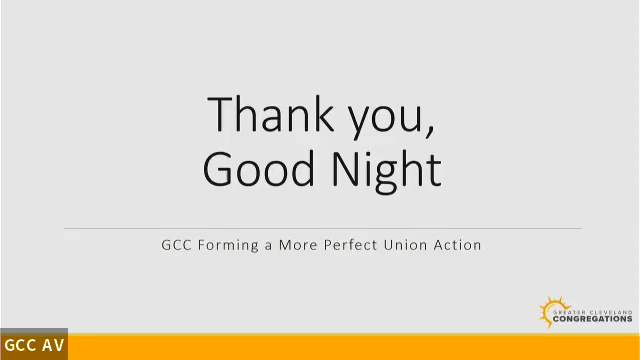 Thank you,
Good Night
GCC Forming a More Perfect Union Action
GREATER CLEVELAND
CONGREGATIONS
GCC AV